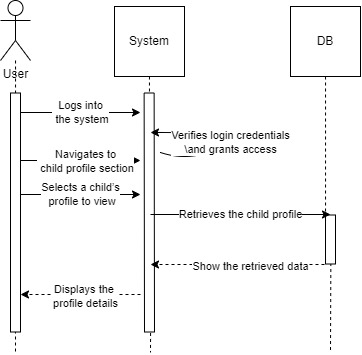 System
DB
User
Logs into
the system
Verifies login credentials
\and grants access
Navigates to
child profile section
Selects a child's
profile to view
Retrieves the child profile
Show the retrieved data
Displays the
profile details